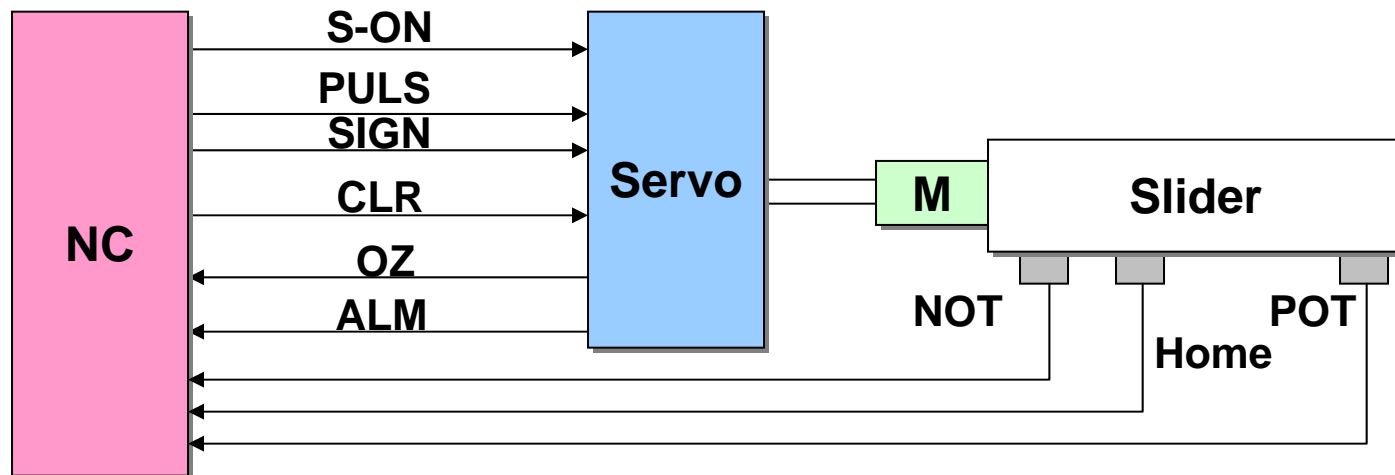 S-ON
PULS
SIGN
CLR
OZ
ALM
NC
Servo
M
Slider
NOT
Home
POT